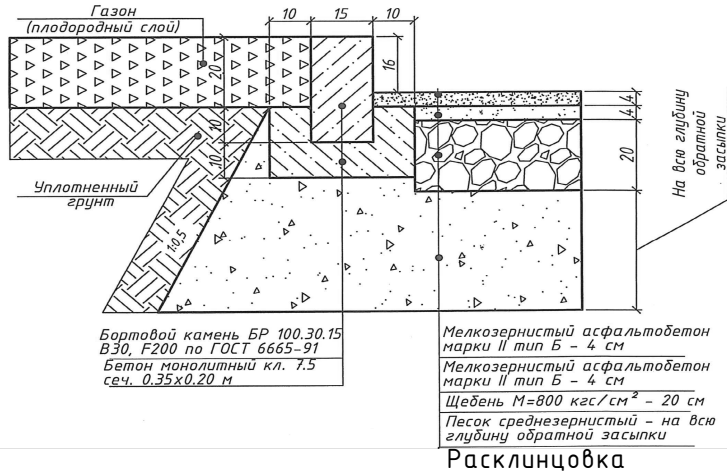 Газон
(плодородный слой)
10 15 10
20
16
4
4
10
10
20
На всю глубину
обратной
засыпки
Уплотненный
грунт
1:0,5
Бортовой камень БР 100.30.15
В30, F200 по ГОСТ 6665-91
Бетон монолитный кл. 7.5
сеч. 0.35х0.20 м
Мелкозернистый асфальтобетон
марки II тип Б - 4 см
Мелкозернистый асфальтобетон
марки II тип Б - 4 см
Щебень М=800 кгс/см² - 20 см
Песок среднезернистый - на всю
глубину обратной засыпки
Расклинцовка